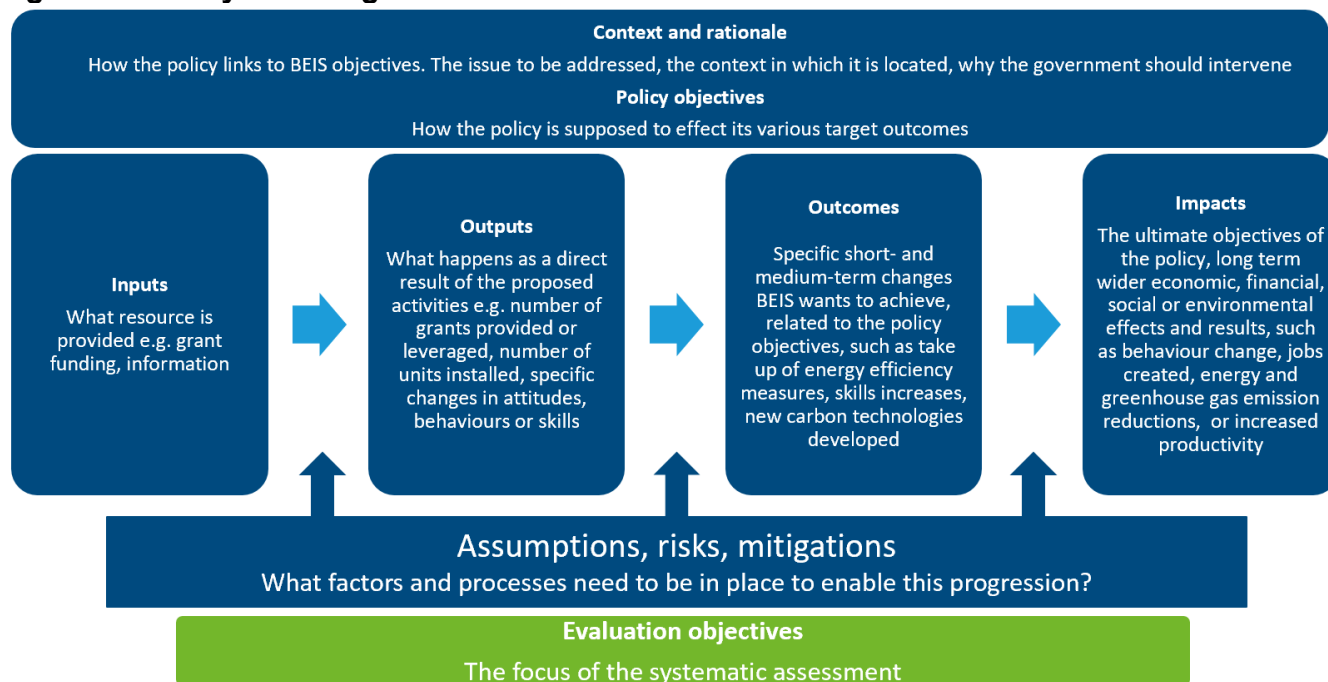 Context and rationale
How the policy links to BEIS objectives. The issue to be addressed, the context in which it is located, why the government should intervene
Policy objectives
How the policy is supposed to effect its various target outcomes
Inputs
What resource is
provided e.g. grant
funding, information
Outputs
What happens as a direct
result of the proposed
activities e.g. number of
grants provided or
leveraged, number of
units installed, specific
changes in attitudes,
behaviours or skills
Outcomes
Specific short- and
medium-term changes
BEIS wants to achieve,
related to the policy
objectives, such as take
up of energy efficiency
measures, skills increases,
new carbon technologies
developed
Impacts
The ultimate objectives of
the policy, long term
wider economic, financial,
social or environmental
effects and results, such
as behaviour change, jobs
created, energy and
greenhouse gas emission
reductions, or increased
productivity
Assumptions, risks, mitigations
What factors and processes need to be in place to enable this progression?
Evaluation objectives
The focus of the systematic assessment